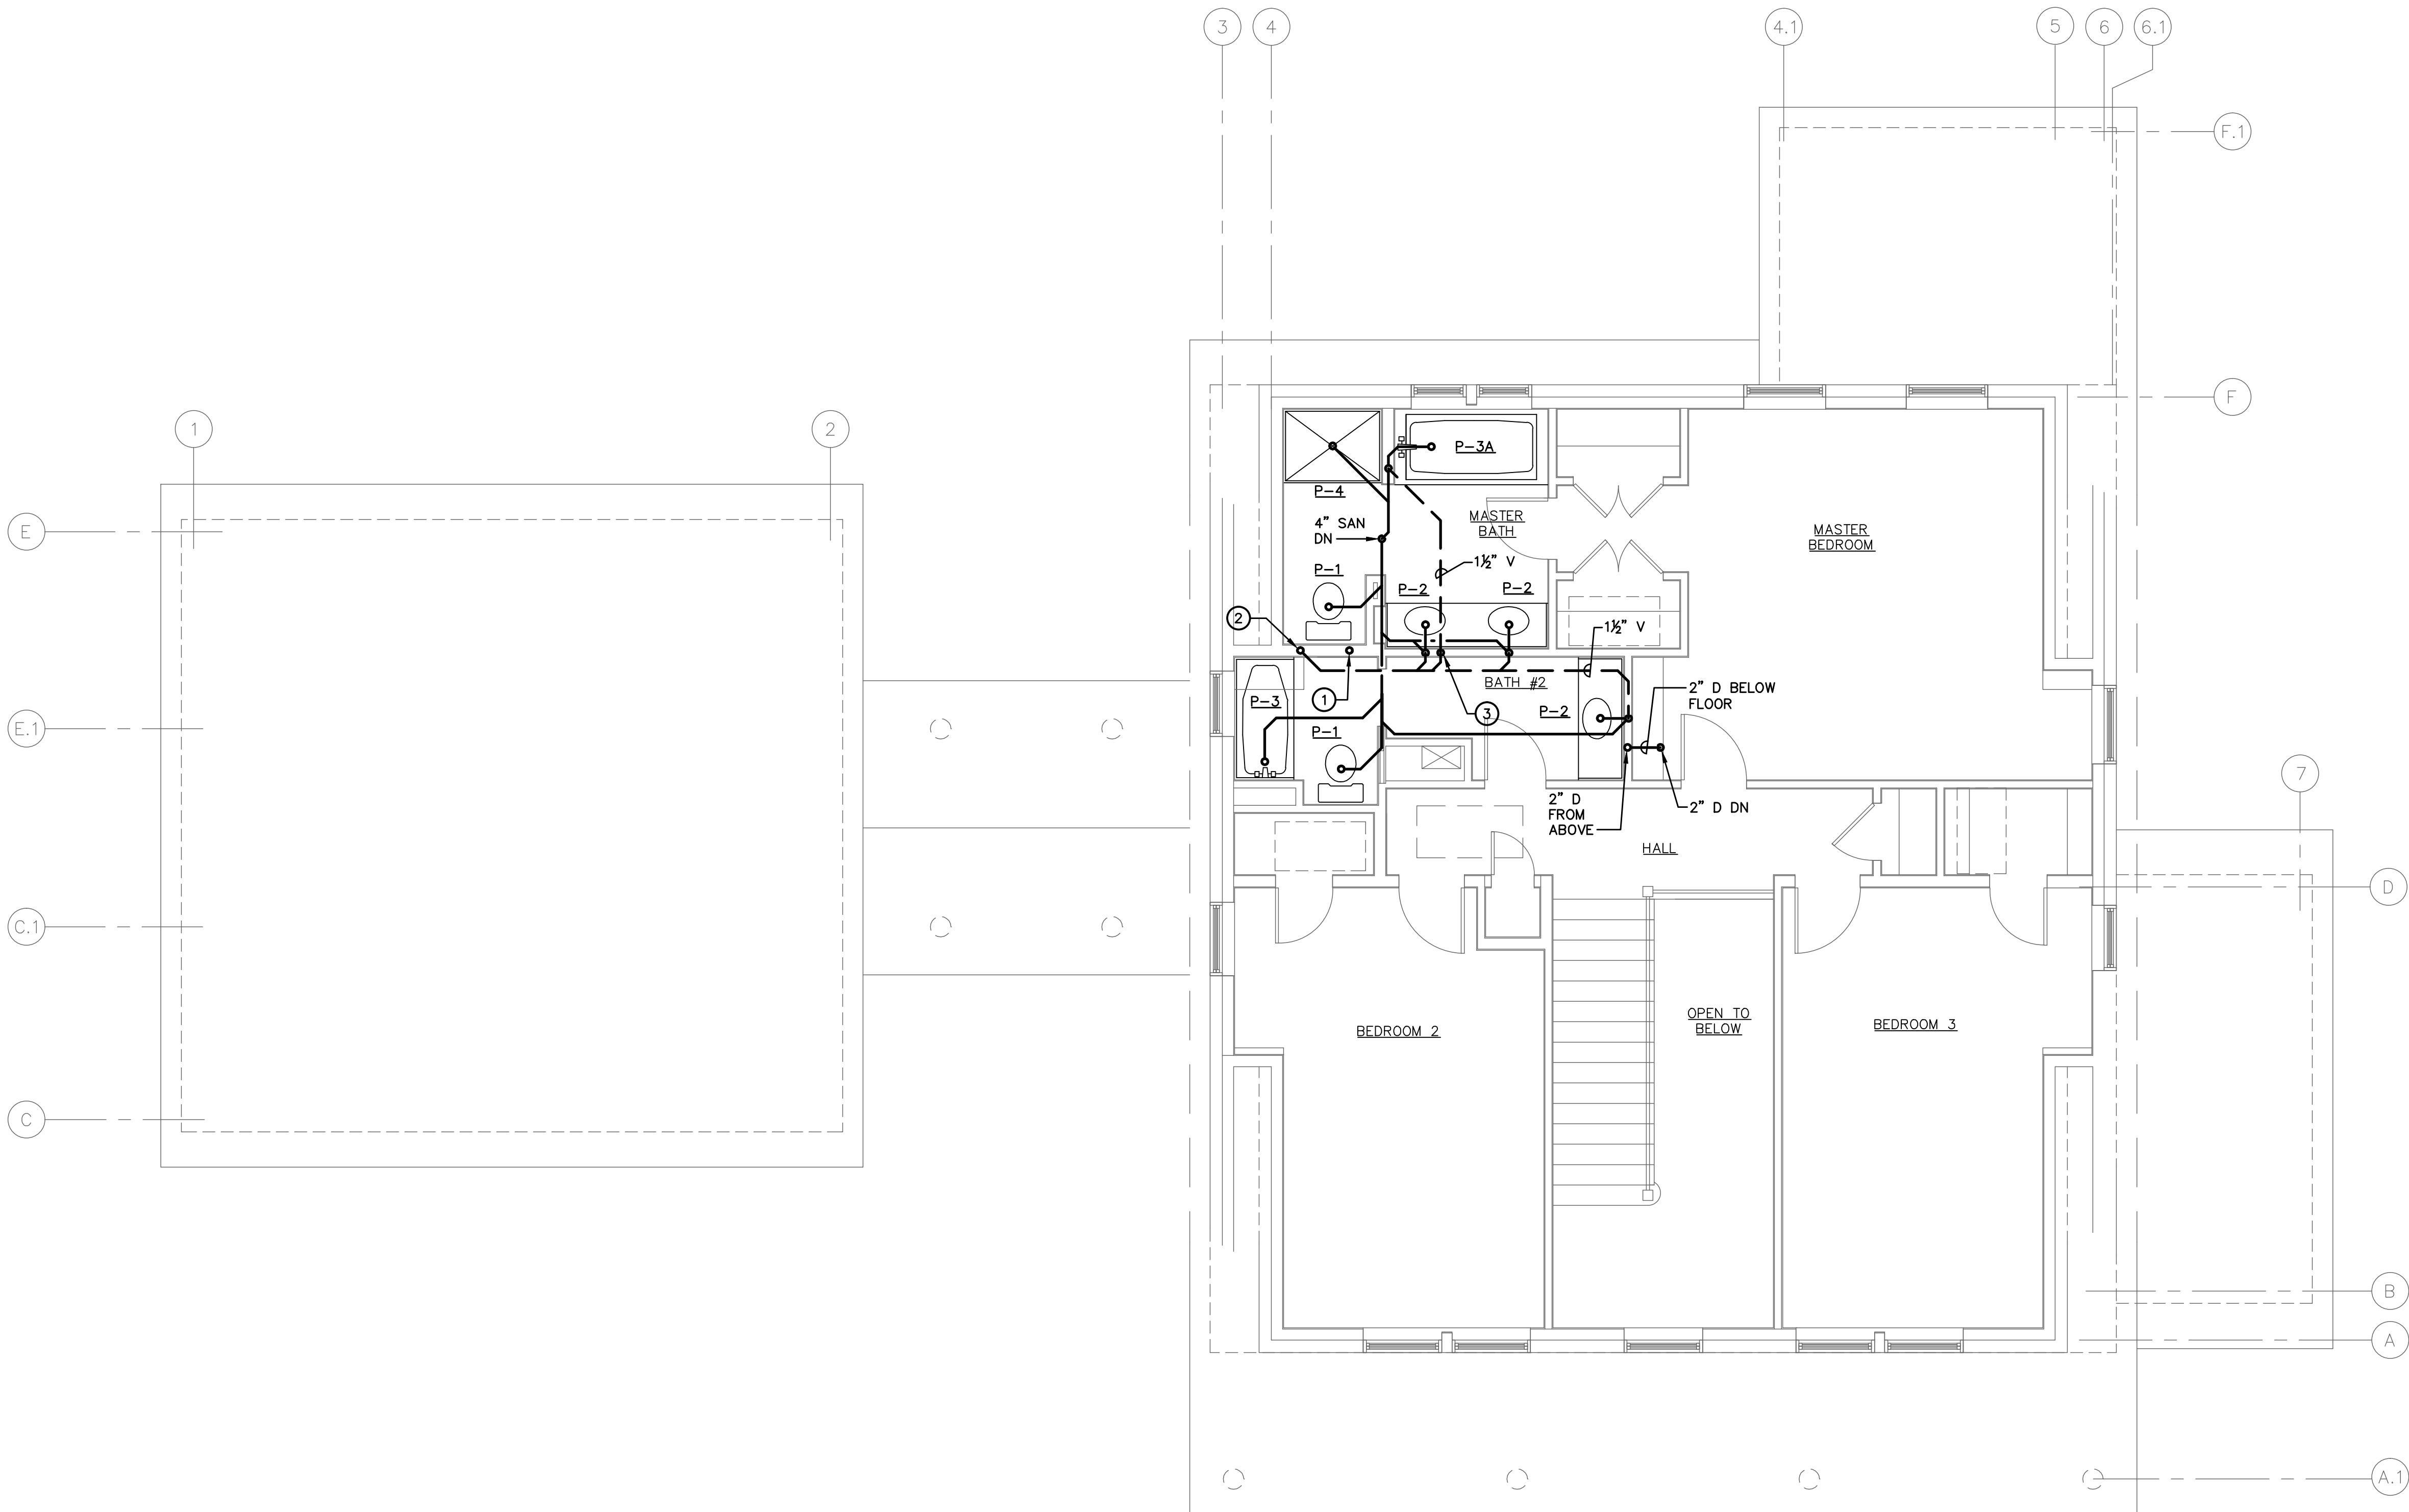 3
4
4.1
5
6
6.1
F.1
F
1
2
E
P-3A
P-4
4" SAN
DN
MASTER
BATH
MASTER
BEDROOM
1½" V
P-1
P-2
P-2
2
1½" V
BATH #2
2" D BELOW
FLOOR
P-3
1
3
P-2
E.1
P-1
7
2" D
FROM
ABOVE
2" D DN
HALL
D
C.1
OPEN TO
BELOW
BEDROOM 2
BEDROOM 3
C
B
A
A.1